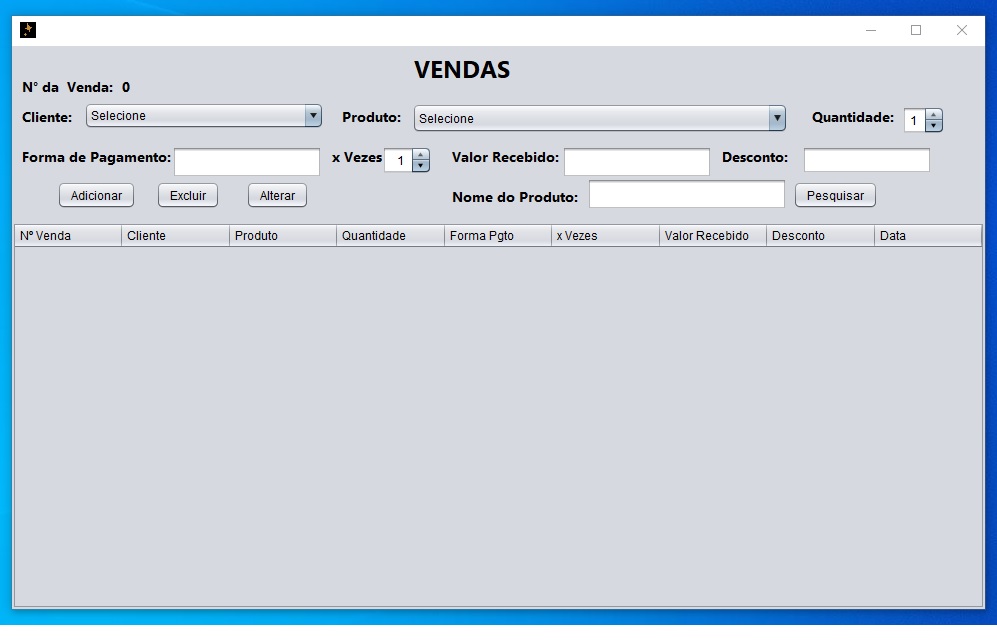 VENDAS
N° da Venda: 0
Cliente: Selecione Produto: Selecione Quantidade: 1
Forma de Pagamento: x Vezes 1 Valor Recebido: Desconto:
Adicionar Excluir Alterar Nome do Produto: Pesquisar
Nº Venda Cliente Produto Quantidade Forma Pgto x Vezes Valor Recebido Desconto Data